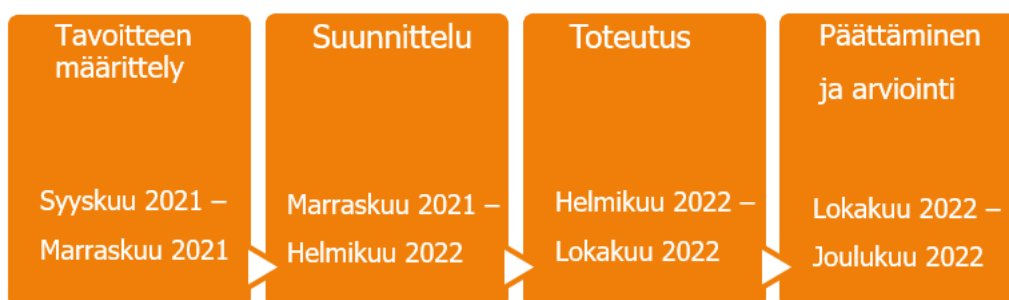 Tavoitteen
määrittely
Syyskuu 2021 –
Marraskuu 2021
Suunnittelu
Marraskuu 2021 –
Helmikuu 2022
Toteutus
Helmikuu 2022 –
Lokakuu 2022
Päättäminen
ja arviointi
Lokakuu 2022 –
Joulukuu 2022